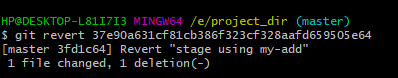 HP@DESKTOP-L81I7I3 MINGW64 /e/project_dir (master)
$ git revert 37e90a631cf81cb386f323cf328aafd659505e64
[master 3fd1c64] Revert "stage using my-add"
 1 file changed, 1 deletion(-)